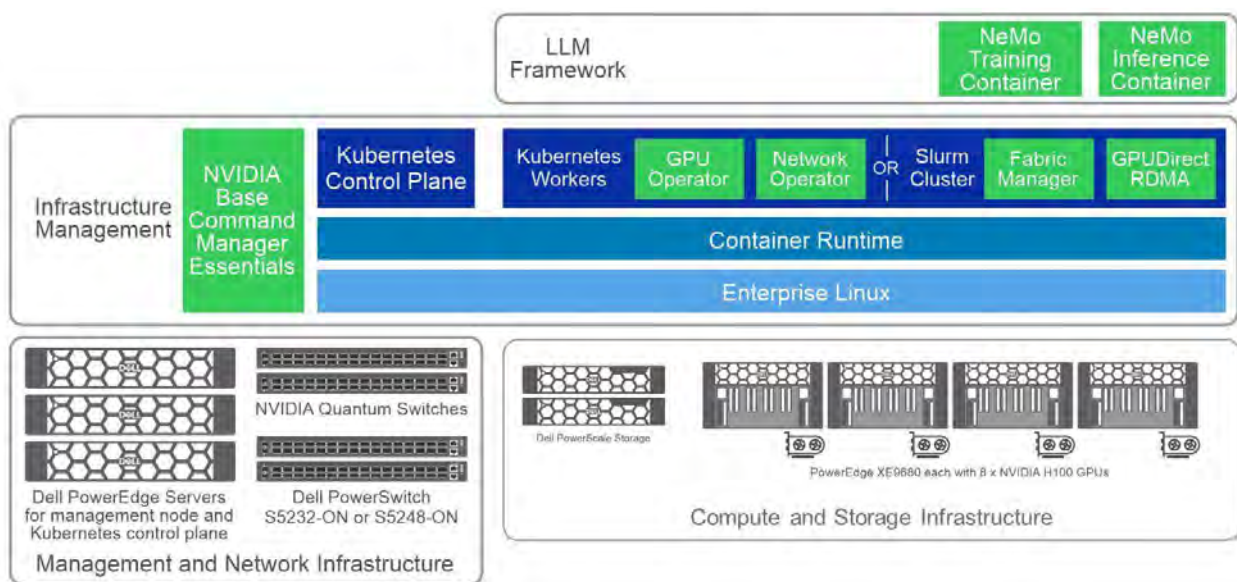 LLM
Framework
NeMo
Training
Container
NeMo
Inference
Container
Infrastructure
Management
NVIDIA
Base
Command
Manager
Essentials
Kubernetes
Control Plane
Kubernetes
Workers
GPU
Operator
Network
Operator
OR
Slurm
Cluster
Fabric
Manager
GPUDirect
RDMA
Container Runtime
Enterprise Linux
DELL
DELL
DELL
Dell PowerEdge Servers
for management node and
Kubernetes control plane
NVIDIA Quantum Switches
Dell PowerSwitch
S5232-ON or S5248-ON
Management and Network Infrastructure
Dell PowerScale Storage
PowerEdge XE9680 each with 8 x NVIDIA H100 GPUs
Compute and Storage Infrastructure